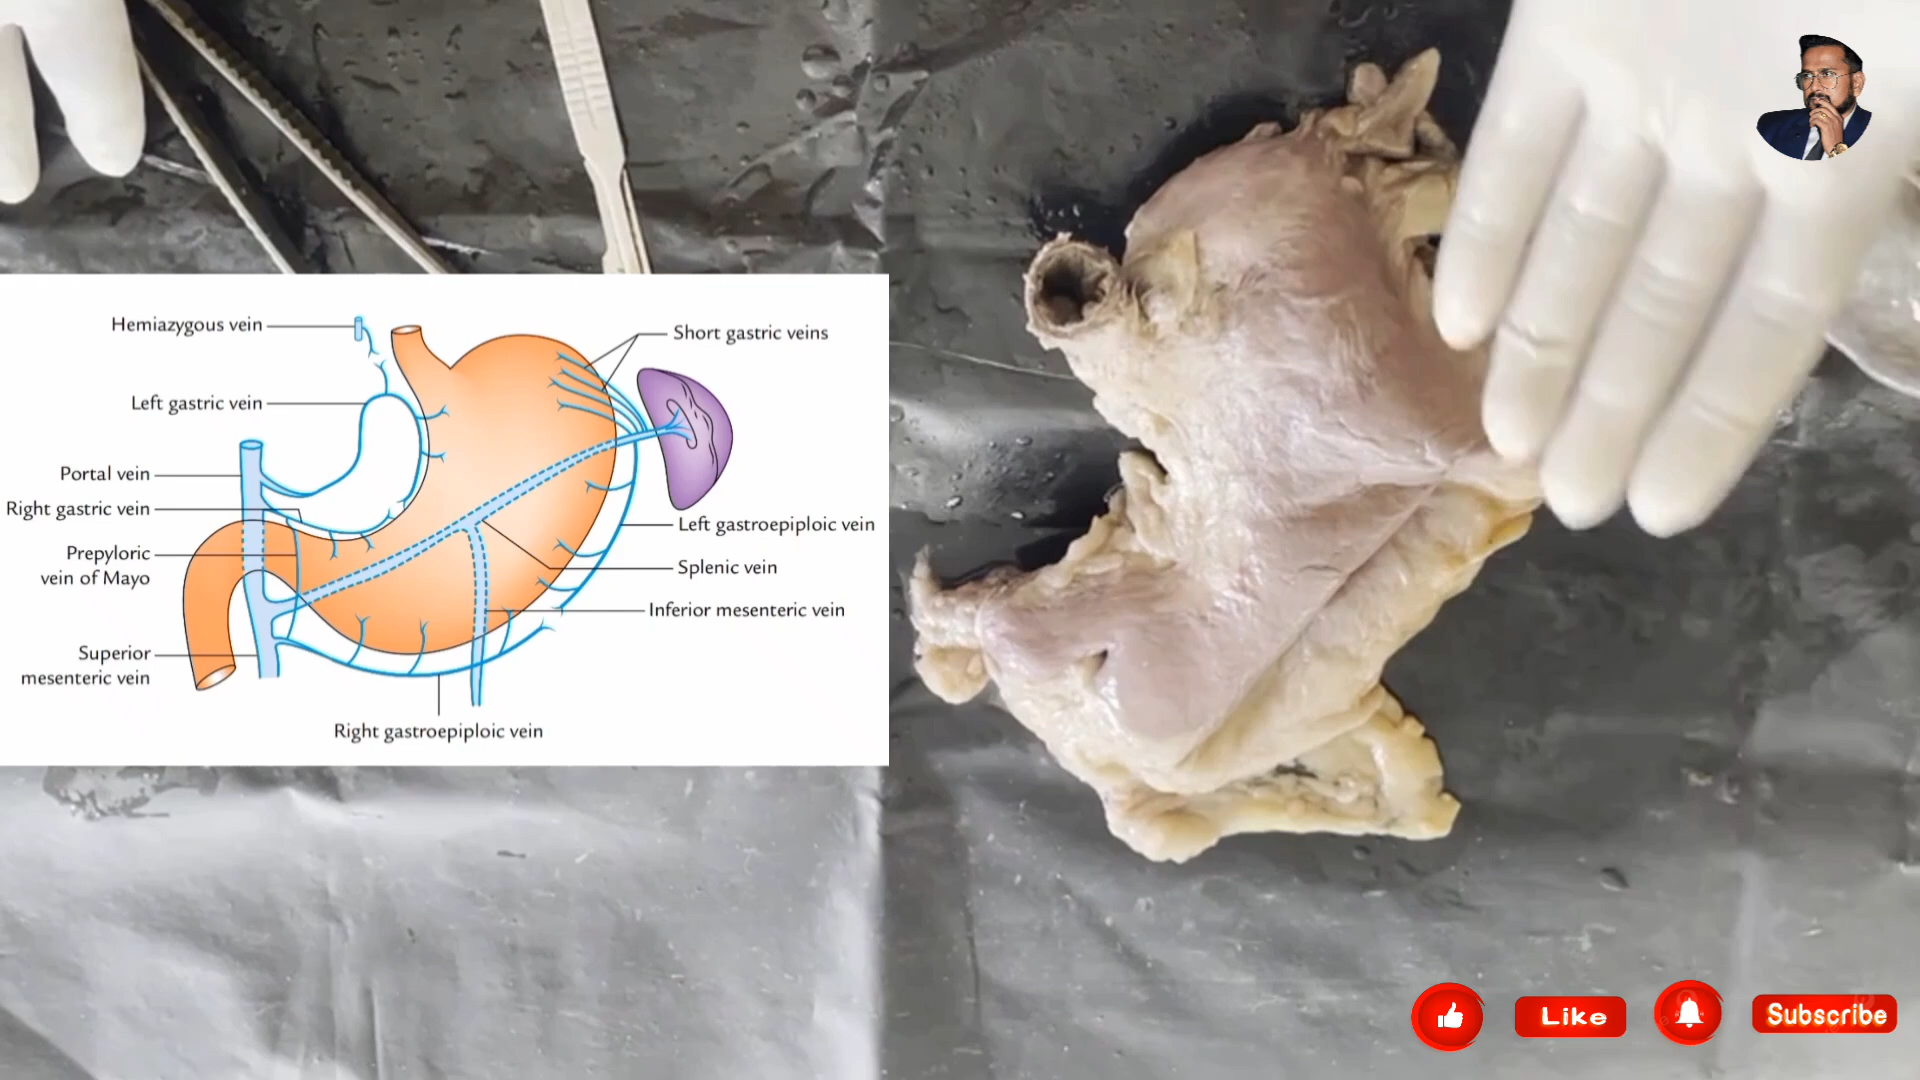 Hemiazygous vein
Short gastric veins
Left gastric vein
Portal vein
Right gastric vein
Left gastroepiploic vein
Prepyloric
vein of Mayo
Splenic vein
Inferior mesenteric vein
Superior
mesenteric vein
Right gastroepiploic vein
Like
Subscribe